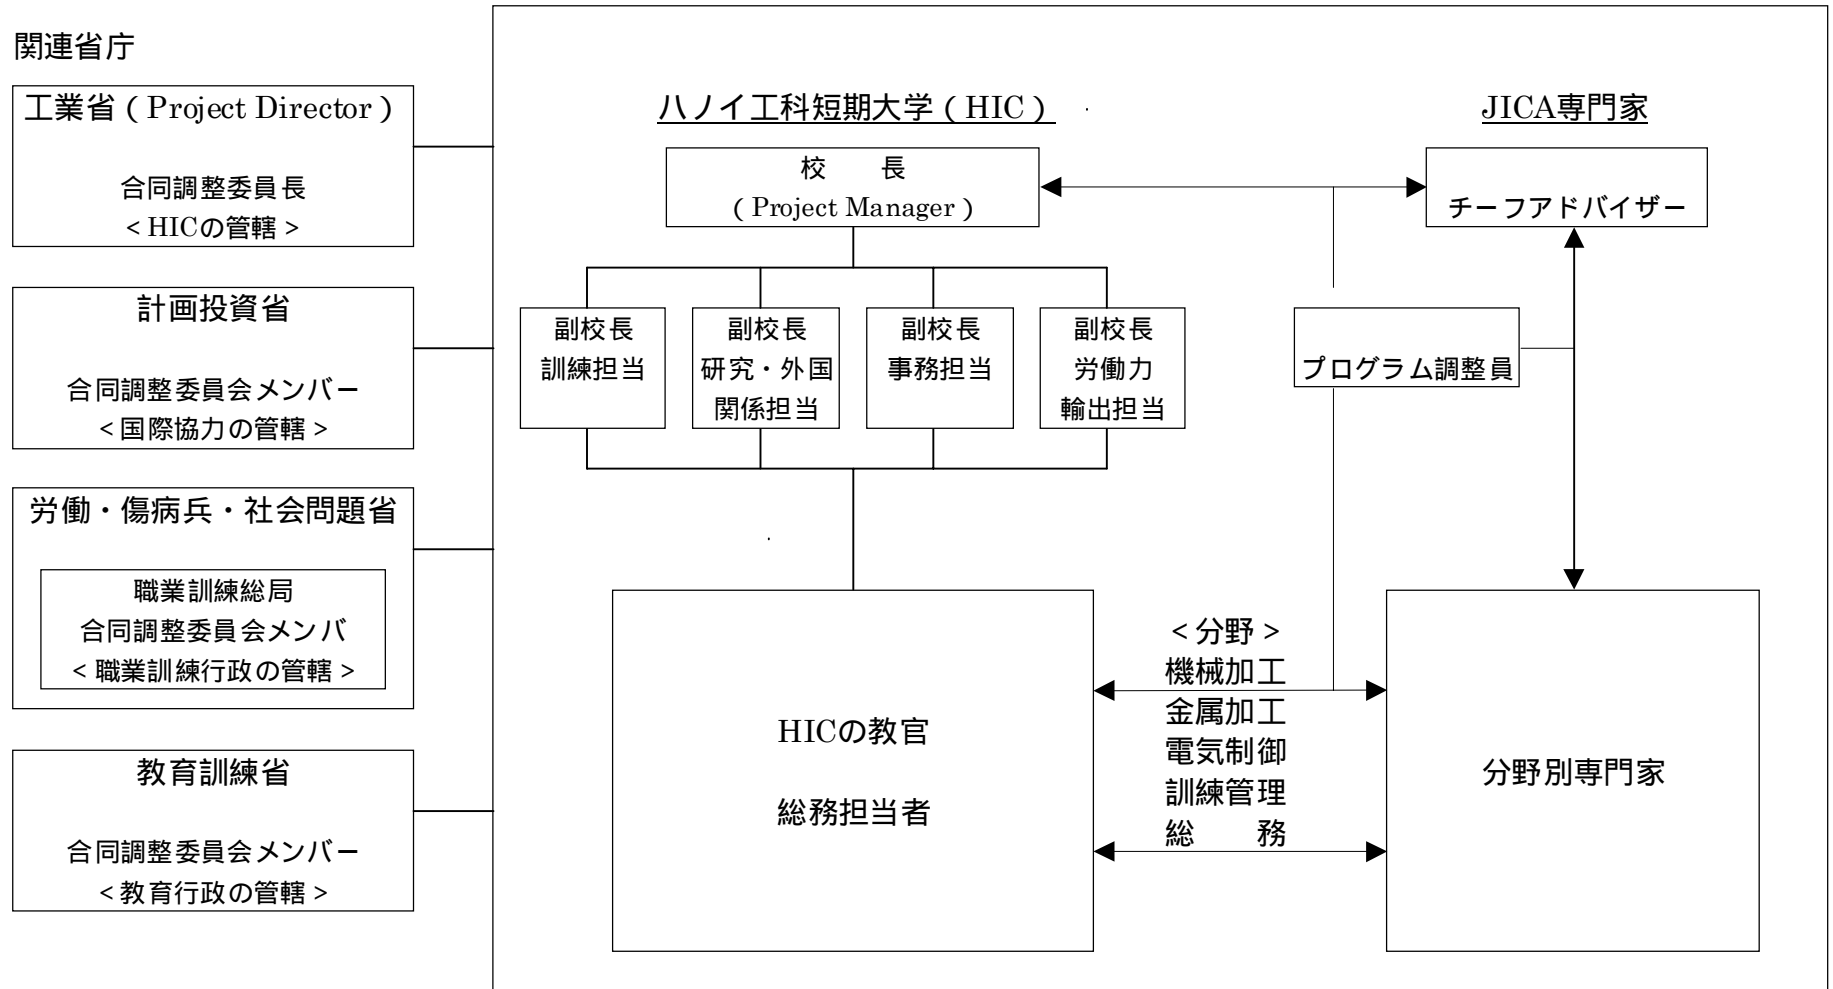 関連省庁
工業省（Project Director）
合同調整委員長
＜HICの管轄＞
計画投資省
合同調整委員会メンバー
＜国際協力の管轄＞
労働・傷病兵・社会問題省
職業訓練総局
合同調整委員会メンバ
＜職業訓練行政の管轄＞
教育訓練省
合同調整委員会メンバー
＜教育行政の管轄＞
ハノイ工科短期大学（HIC）
校　　長
（Project Manager）
副校長
訓練担当
副校長
研究・外国
関係担当
副校長
事務担当
副校長
労働力
輸出担当
HICの教官
総務担当者
＜分野＞
機械加工
金属加工
電気制御
訓練管理
総　　務
JICA専門家
チーフアドバイザー
プログラム調整員
分野別専門家